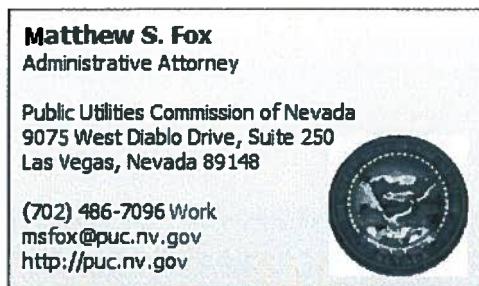 Matthew S. Fox
Administrative Attorney
Public Utilities Commission of Nevada
9075 West Diablo Drive, Suite 250
Las Vegas, Nevada 89148
(702) 486-7096 Work
msfox@puc.nv.gov
http://puc.nv.gov